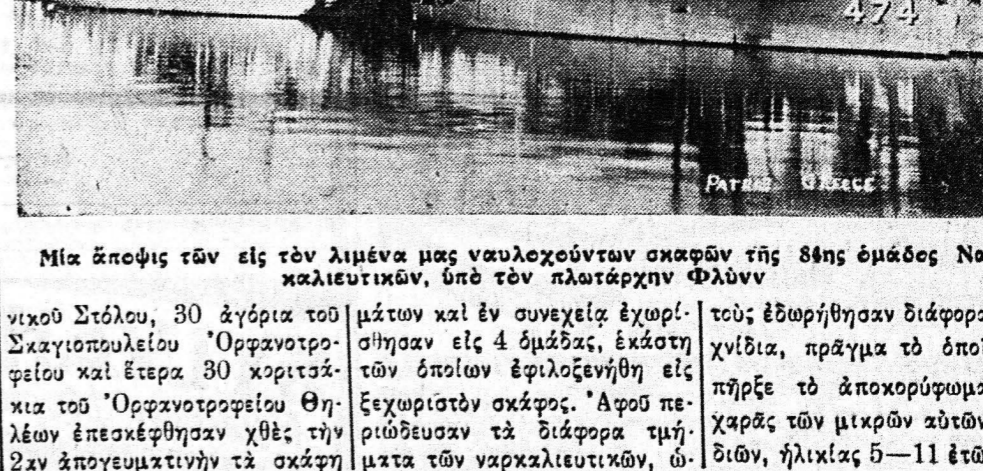 474
PATRAS GREECE
Μία ἄποψις τῶν εἰς τὸν λιμένα μας ναυλοχούντων σκαφῶν τῆς 84ης ὁμάδος Να
καλιευτικῶν, ὑπὸ τὸν πλωτάρχην Φλὺνν
νικοῦ Στόλου, 30 ἀγόρια τοῦ
Σκαγιοπουλείου Ὀρφανοτρο-
φείου καὶ ἕτερα 30 κοριτσά-
κια τοῦ Ὀρφανοτροφείου Θη-
λέων ἐπεσκέφθησαν χθὲς τὴν
2αν ἀπογευματινὴν τὰ σκάφη
μάτων καὶ ἐν συνεχείᾳ ἐχωρί-
σθησαν εἰς 4 ὁμάδας, ἑκάστη
τῶν ὁποίων ἐφιλοξενήθη εἰς
ξεχωριστὸν σκάφος. Ἀφοῦ πε-
ριώδευσαν τὰ διάφορα τμή-
ματα τῶν ναρκαλιευτικῶν, ὡ-
τοὺς ἐδωρήθησαν διάφορα
χνίδια, πρᾶγμα τὸ ὁποῖ
πῆρξε τὸ ἀποκορύφωμα
χαρᾶς τῶν μικρῶν αὐτῶν
διῶν, ἡλικίας 5—11 ἐτῶ